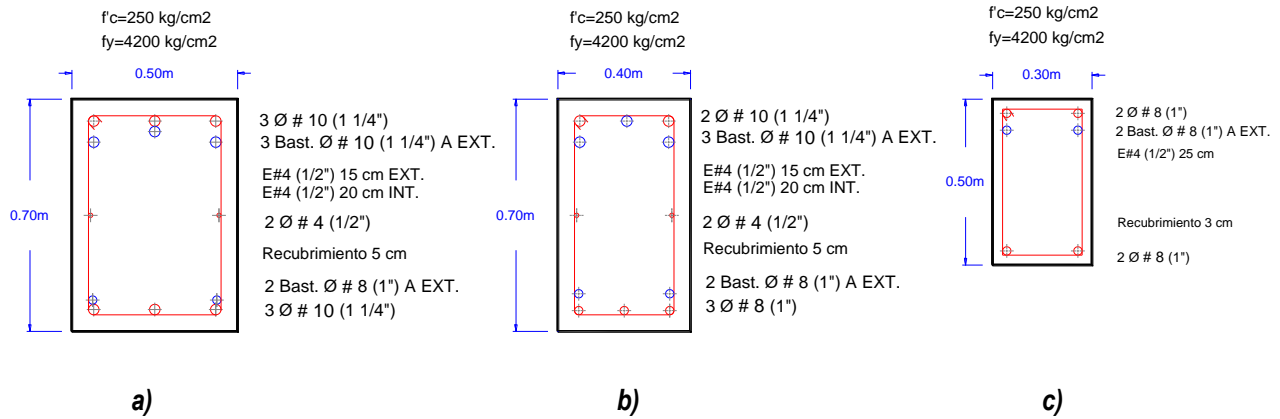 f'c=250 kg/cm2
fy=4200 kg/cm2
0.50m
0.70m
3 Ø # 10 (1 1/4")
3 Bast. Ø # 10 (1 1/4") A EXT.
E#4 (1/2") 15 cm EXT.
E#4 (1/2") 20 cm INT.
2 Ø # 4 (1/2")
Recubrimiento 5 cm
2 Bast. Ø # 8 (1") A EXT.
3 Ø # 10 (1 1/4")
a)
f'c=250 kg/cm2
fy=4200 kg/cm2
0.40m
0.70m
2 Ø # 10 (1 1/4")
3 Bast. Ø # 10 (1 1/4") A EXT.
E#4 (1/2") 15 cm EXT.
E#4 (1/2") 20 cm INT.
2 Ø # 4 (1/2")
Recubrimiento 5 cm
2 Bast. Ø # 8 (1") A EXT.
3 Ø # 8 (1")
b)
f'c=250 kg/cm2
fy=4200 kg/cm2
0.30m
0.50m
2 Ø # 8 (1")
2 Bast. Ø # 8 (1") A EXT.
E#4 (1/2") 25 cm
Recubrimiento 3 cm
2 Ø # 8 (1")
c)